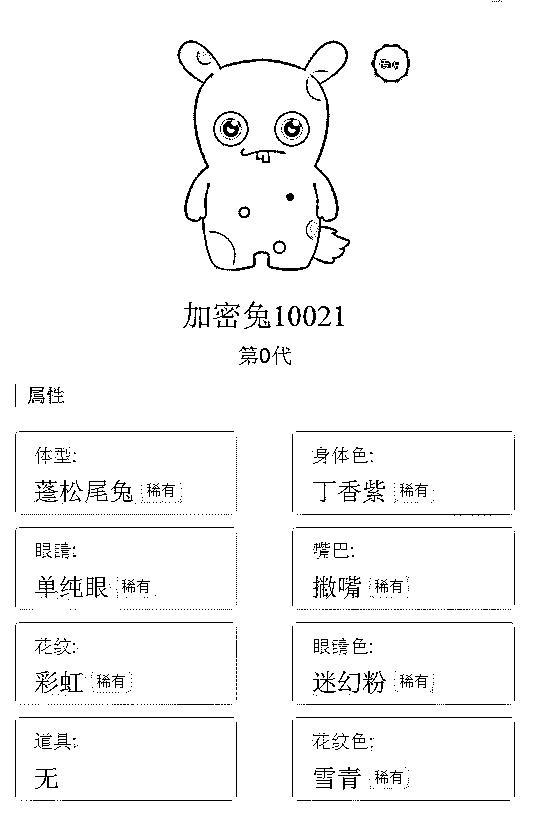 加密兔10021
第0代
属性
体型:
蓬松尾兔 稀有
身体色:
丁香紫 稀有
眼睛:
单纯眼 稀有
嘴巴:
撇嘴 稀有
花纹:
彩虹 稀有
眼睛色:
迷幻粉 稀有
道具:
无
花纹色:
雪青 稀有